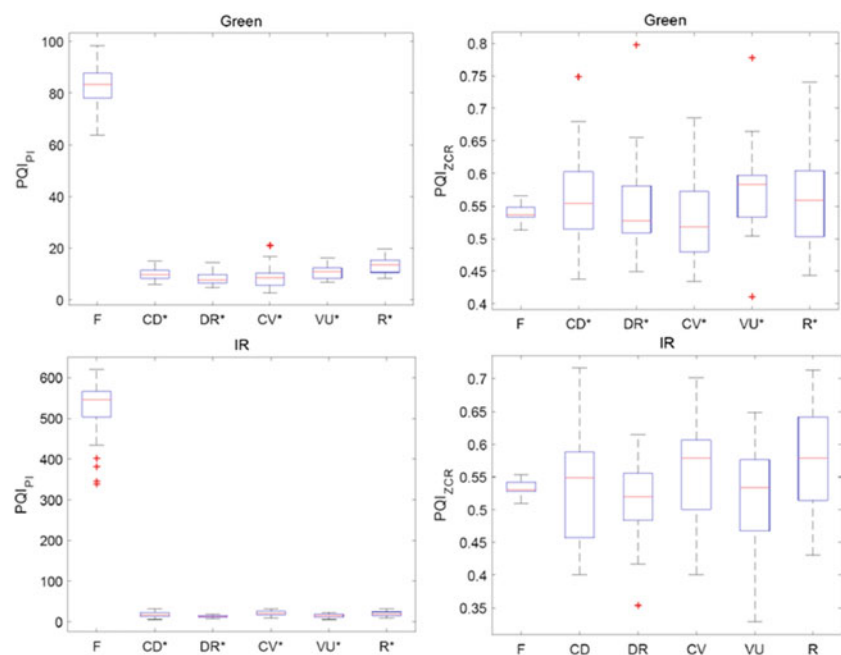 Green
PQI_PI
100
80
60
40
20
0
F CD* DR* CV* VU* R*
Green
PQI_ZCR
0.8
0.75
0.7
0.65
0.6
0.55
0.5
0.45
0.4
F CD* DR* CV* VU* R*
IR
PQI_PI
600
500
400
300
200
100
0
F CD* DR* CV* VU* R*
IR
PQI_ZCR
0.7
0.65
0.6
0.55
0.5
0.45
0.4
0.35
F CD DR CV VU R